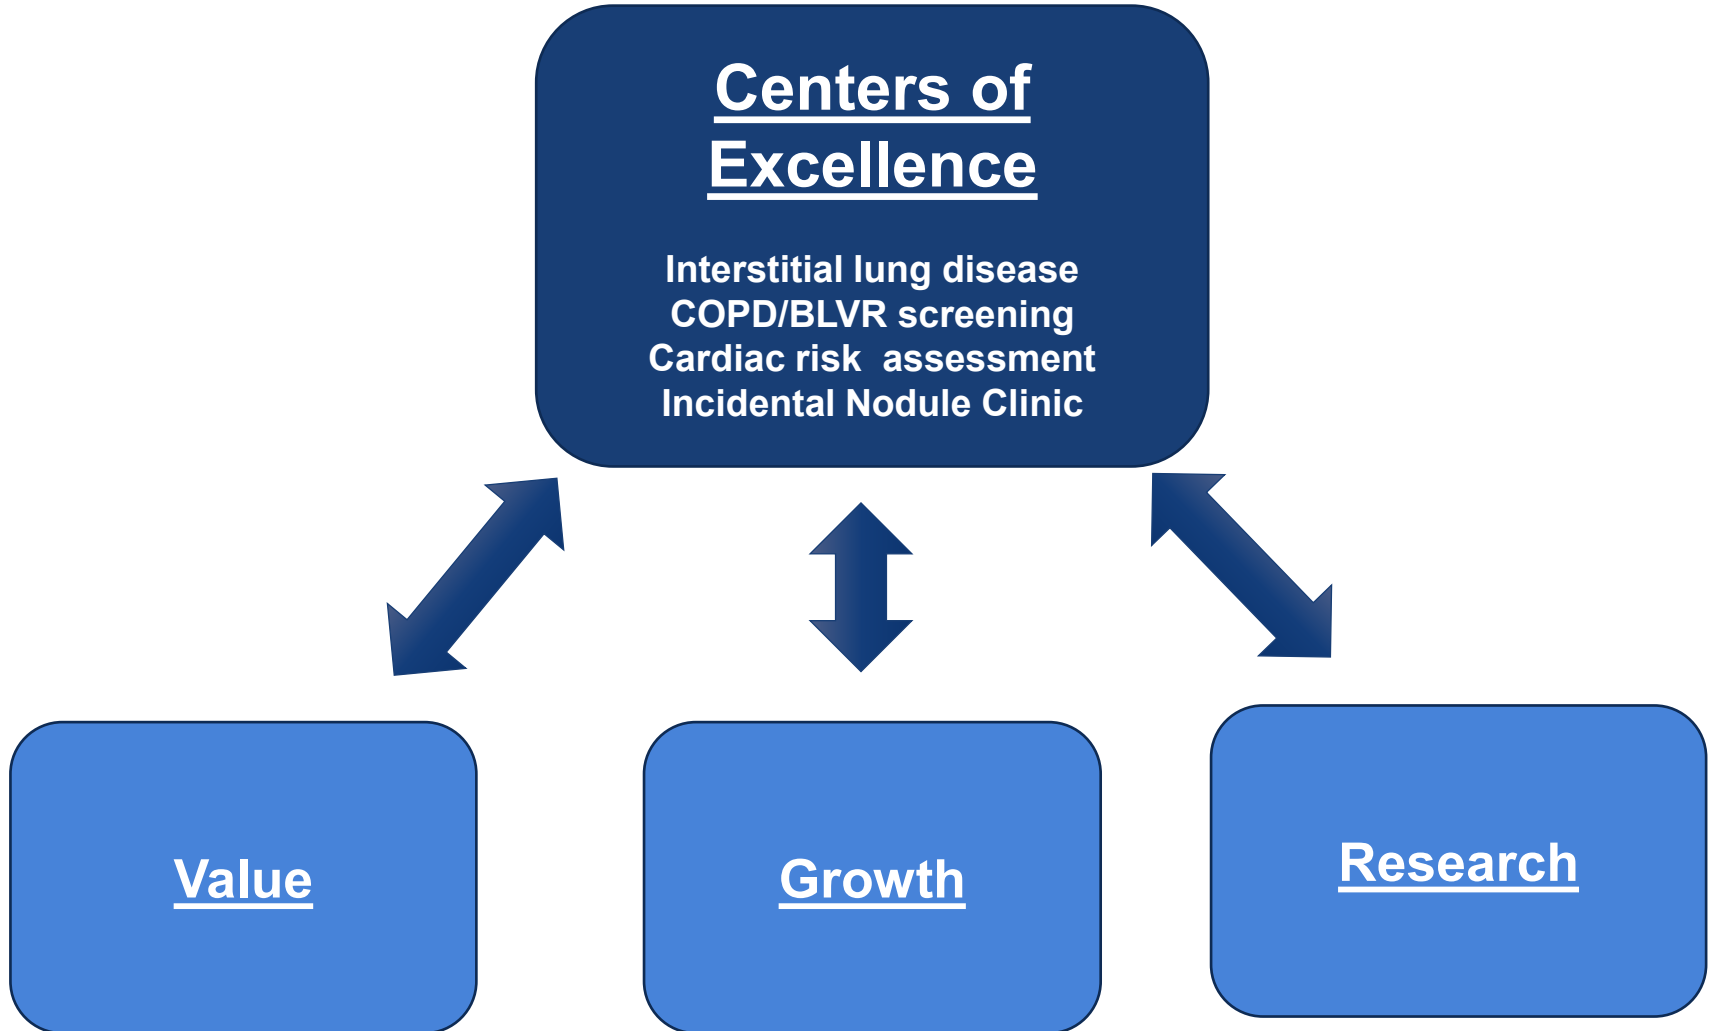 Centers of
Excellence
Interstitial lung disease
COPD/BLVR screening
Cardiac risk  assessment
Incidental Nodule Clinic
Value
Growth
Research